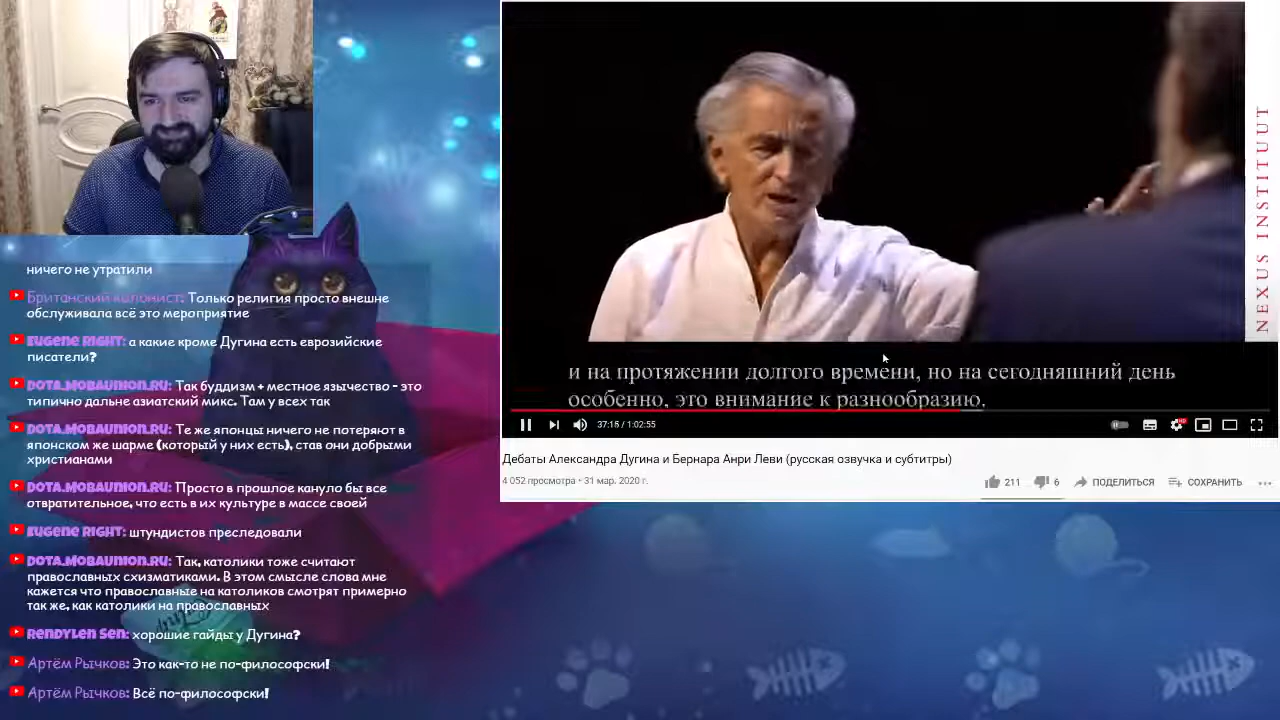 ничего не утратили
Британский колонист: Только религия просто внешне
обслуживала всё это мероприятие
Eugene Right: а какие кроме Дугина есть еврозийские
писатели?
dota.mobaunion.ru: Так буддизм + местное язычество - это
типично дальне азиатский микс. Там у всех так
dota.mobaunion.ru: Те же японцы ничего не потеряют в
японском же шарме (который у них есть), став они добрыми
христианами
dota.mobaunion.ru: Просто в прошлое кануло бы все
отвратительное, что есть в их культуре в массе своей
Eugene Right: штундистов преследовали
dota.mobaunion.ru: Так, католики тоже считают
православных схизматиками. В этом смысле слова мне
кажется что православные на католиков смотрят примерно
так же, как католики на православных
Rendylen Sen: хорошие гайды у Дугина?
Артём Рычков: Это как-то не по-философски!
Артём Рычков: Всё по-философски!
NEXUS INSTITUUT
и на протяжении долгого времени, но на сегодняшний день
особенно, это внимание к разнообразию.
37:15 / 1:02:55
HD
Дебаты Александра Дугина и Бернара Анри Леви (русская озвучка и субтитры)
4 052 просмотра • 31 мар. 2020 г.
211
6
ПОДЕЛИТЬСЯ
СОХРАНИТЬ